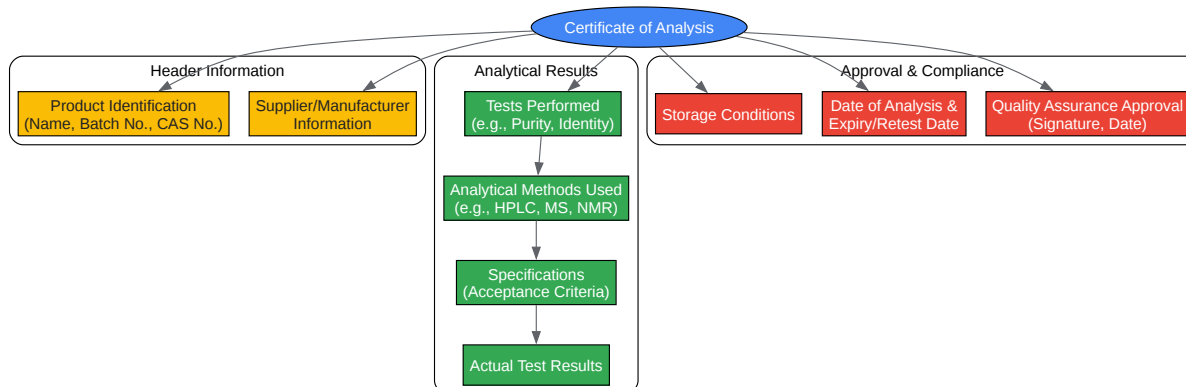 Certificate of Analysis
Header Information
Product Identification
(Name, Batch No., CAS No.)
Supplier/Manufacturer
Information
Analytical Results
Tests Performed
(e.g., Purity, Identity)
Analytical Methods Used
(e.g., HPLC, MS, NMR)
Specifications
(Acceptance Criteria)
Actual Test Results
Approval & Compliance
Storage Conditions
Date of Analysis &
Expiry/Retest Date
Quality Assurance Approval
(Signature, Date)